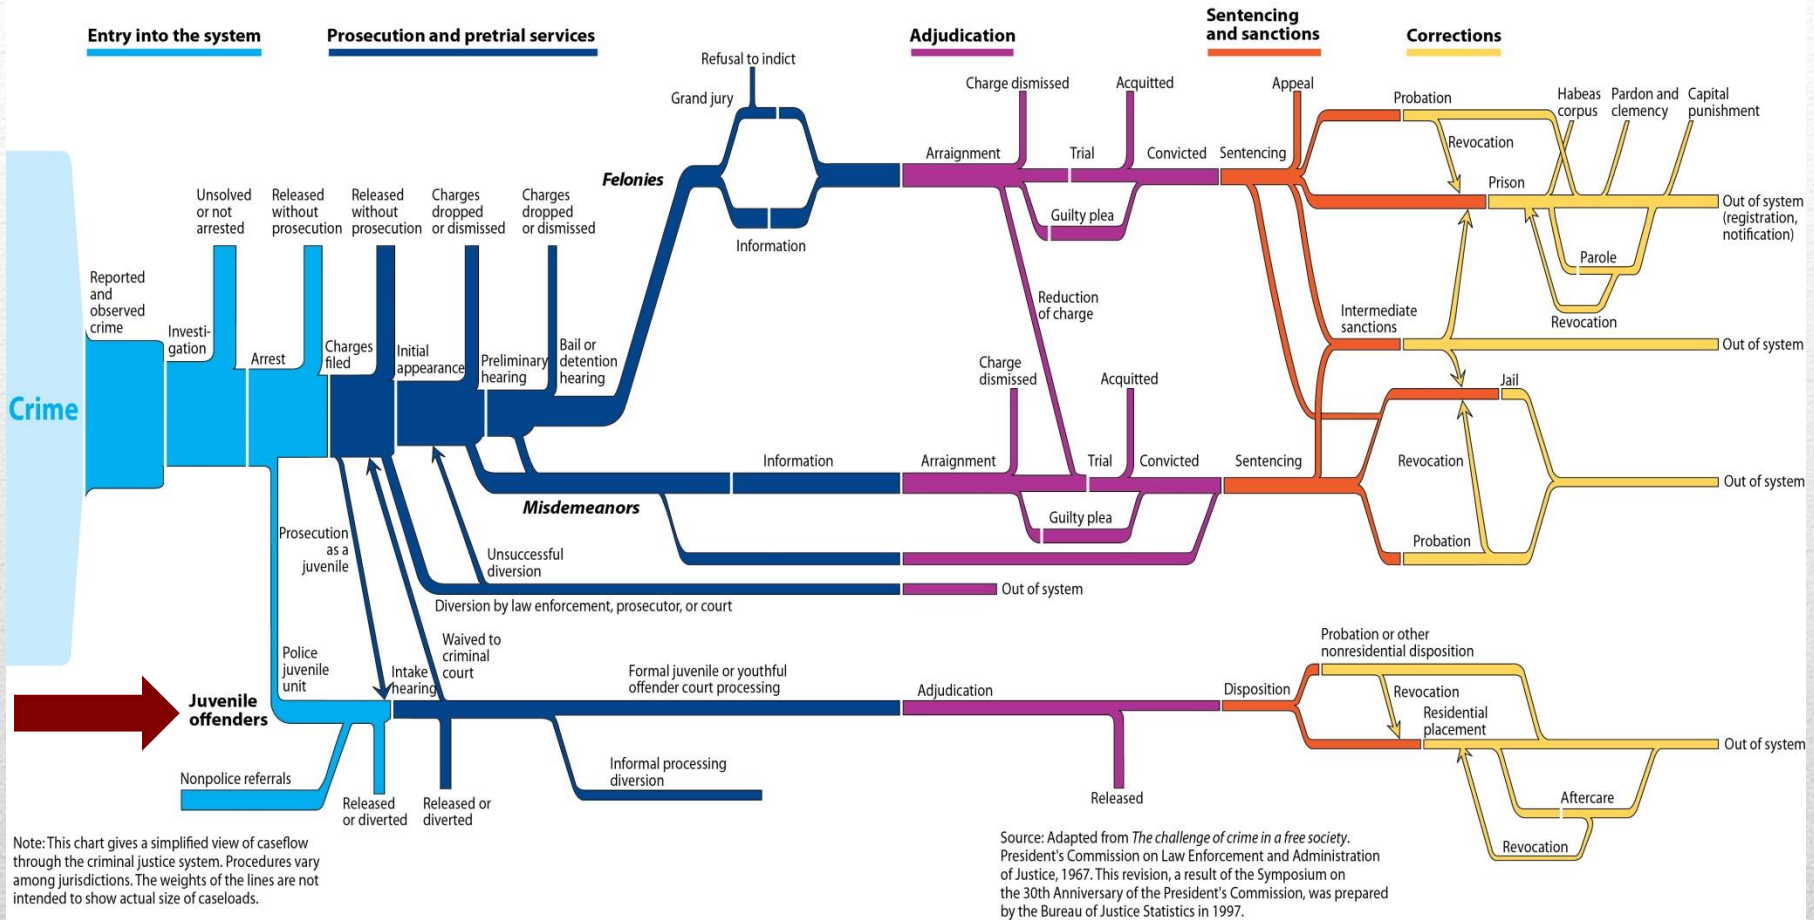 Entry into the system
Prosecution and pretrial services
Adjudication
Sentencing
and sanctions
Corrections
Crime
Reported
and
observed
crime
Investi-
gation
Unsolved
or not
arrested
Arrest
Released
without
prosecution
Charges
filed
Released
without
prosecution
Initial
appearance
Charges
dropped
or dismissed
Preliminary
hearing
Charges
dropped
or dismissed
Bail or
detention
hearing
Felonies
Grand jury
Refusal to indict
Information
Arraignment
Charge dismissed
Trial
Acquitted
Convicted
Guilty plea
Reduction
of charge
Sentencing
Appeal
Probation
Revocation
Prison
Habeas
corpus
Pardon and
clemency
Capital
punishment
Out of system
(registration,
notification)
Parole
Revocation
Intermediate
sanctions
Out of system
Misdemeanors
Information
Arraignment
Charge
dismissed
Trial
Acquitted
Convicted
Guilty plea
Sentencing
Revocation
Jail
Probation
Out of system
Unsuccessful
diversion
Diversion by law enforcement, prosecutor, or court
Out of system
Prosecution
as a
juvenile
Waived to
criminal
court
Police
juvenile
unit
Juvenile
offenders
Intake
hearing
Nonpolice referrals
Released
or diverted
Released or
diverted
Formal juvenile or youthful
offender court processing
Informal processing
diversion
Adjudication
Released
Disposition
Probation or other
nonresidential disposition
Revocation
Residential
placement
Out of system
Aftercare
Revocation
Note: This chart gives a simplified view of caseflow
through the criminal justice system. Procedures vary
among jurisdictions. The weights of the lines are not
intended to show actual size of caseloads.
Source: Adapted from The challenge of crime in a free society.
President's Commission on Law Enforcement and Administration
of Justice, 1967. This revision, a result of the Symposium on
the 30th Anniversary of the President's Commission, was prepared
by the Bureau of Justice Statistics in 1997.